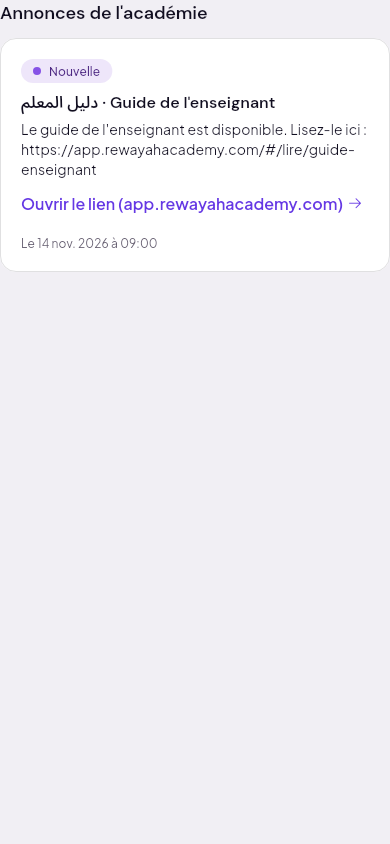 Annonces de l'académie
Nouvelle
دليل المعلم · Guide de l'enseignant
Le guide de l'enseignant est disponible. Lisez-le ici :
https://app.rewayahacademy.com/#/lire/guide-
enseignant
Ouvrir le lien (app.rewayahacademy.com) →
Le 14 nov. 2026 à 09:00